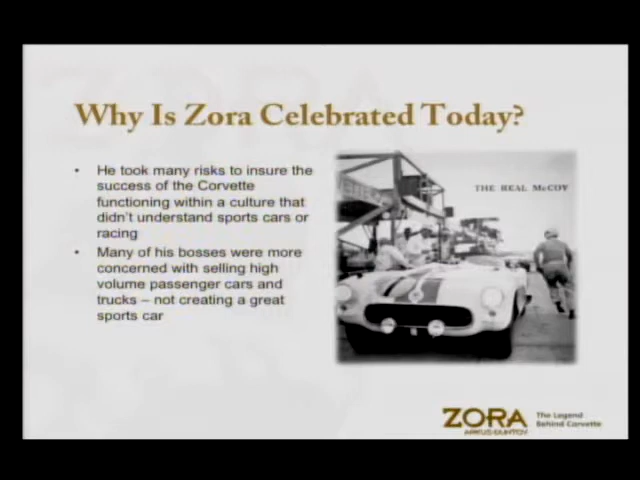 Why Is Zora Celebrated Today?
• He took many risks to insure the
success of the Corvette
functioning within a culture that
didn't understand sports cars or
racing
• Many of his bosses were more
concerned with selling high
volume passenger cars and
trucks – not creating a great
sports car
THE REAL McCOY
ZORA
ARKUS-DUNTOV
The Legend
Behind Corvette